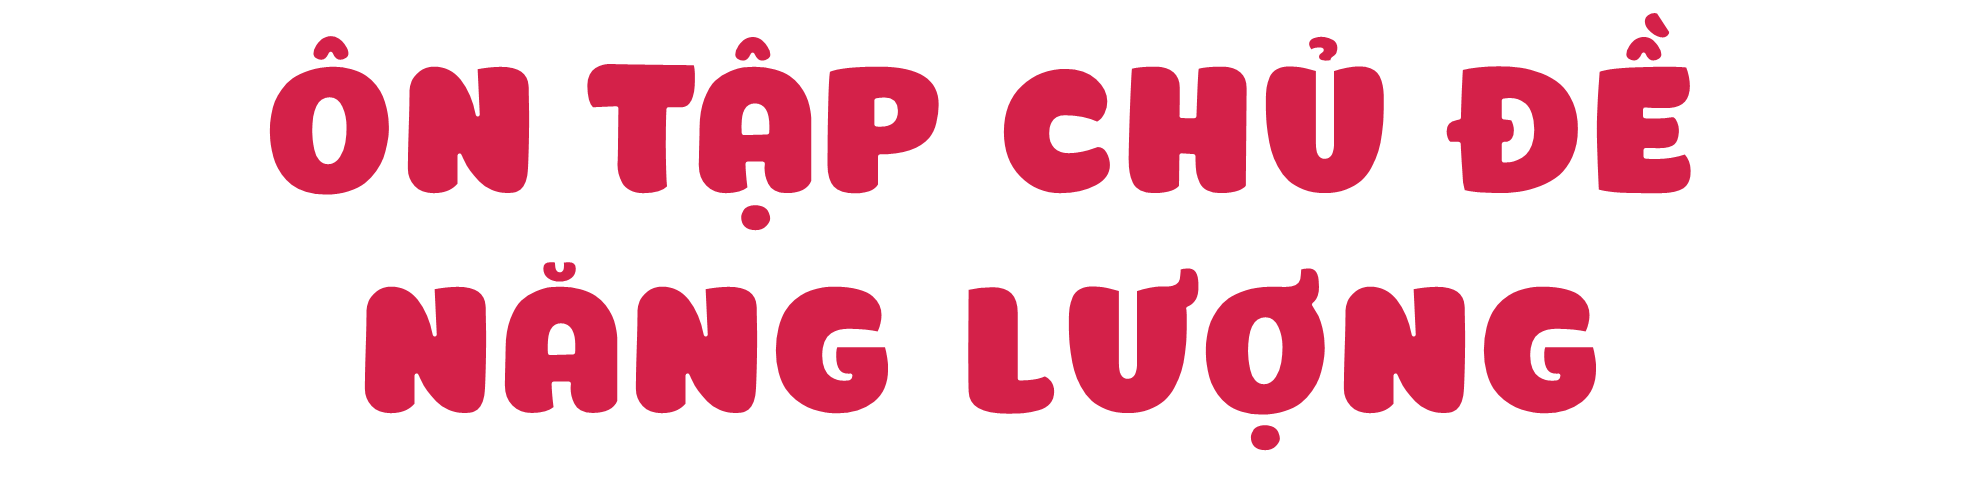 ÔN TẬP CHỦ ĐỀ
NĂNG LƯỢNG